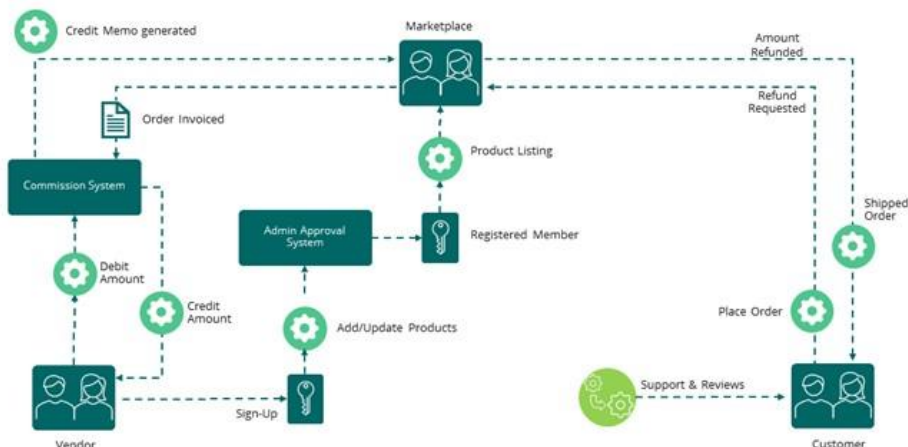 Credit Memo generated
Marketplace
Amount
Refunded
Refund
Requested
Order Invoiced
Product Listing
Commission System
Shipped
Order
Admin Approval
System
Registered Member
Debit
Amount
Credit
Amount
Add/Update Products
Place Order
Support & Reviews
Sign-Up
Vendor
Customer